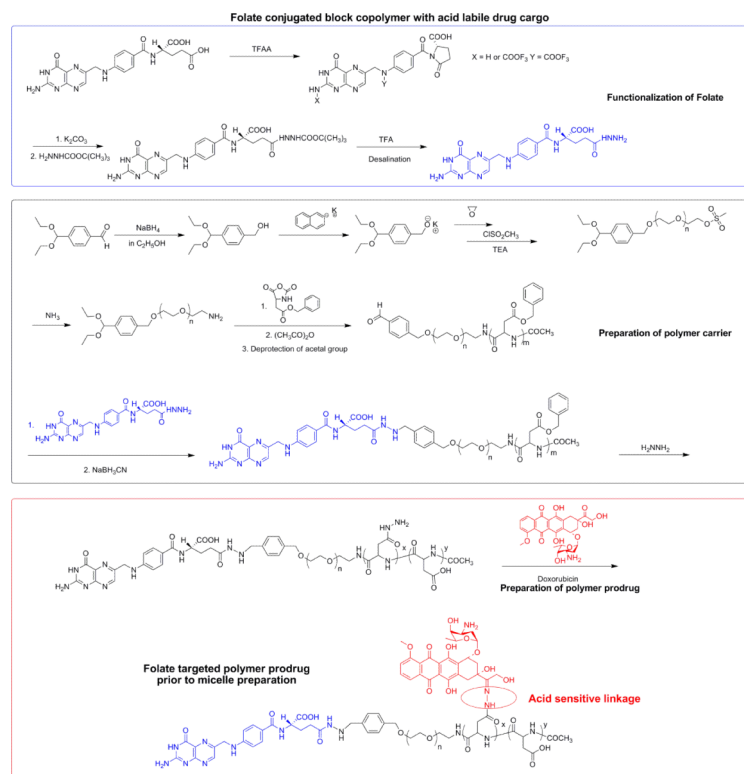 Folate conjugated block copolymer with acid labile drug cargo
TFAA
X = H or COOF3 Y = COOF3
Functionalization of Folate
1. K2CO3
2. H2NNHCOOC(CH3)3
TFA
Desalination
NaBH4
in C2H5OH
ClSO2CH3
TEA
NH3
1.
2. (CH3CO)2O
3. Deprotection of acetal group
Preparation of polymer carrier
1.
2. NaBH3CN
H2NNH2
Doxorubicin
Preparation of polymer prodrug
Folate targeted polymer prodrug
prior to micelle preparation
Acid sensitive linkage